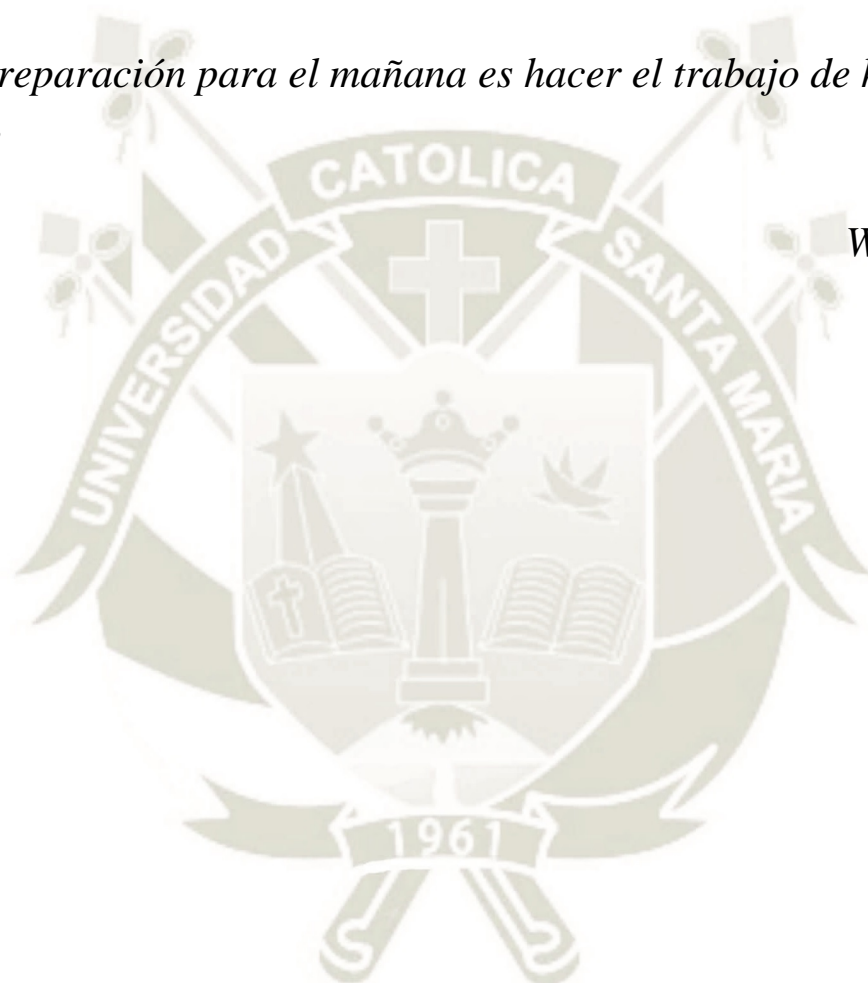 reparación para el mañana es hacer el trabajo de
CATOLICA
UNIVERSIDAD
SANTA MARIA
1961